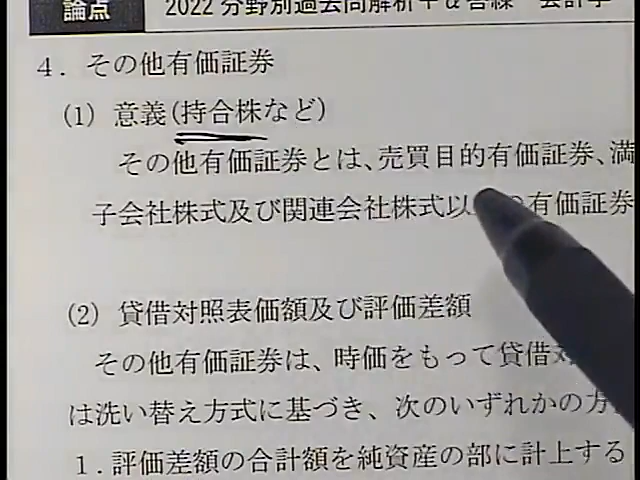 論点 2022 分野別過去問解析
4．その他有価証券
(1) 意義(持合株など)
その他有価証券とは、売買目的有価証券、満
子会社株式及び関連会社株式以 有価証券
(2) 貸借対照表価額及び評価差額
その他有価証券は、時価をもって貸借
は洗い替え方式に基づき、次のいずれかの方
1．評価差額の合計額を純資産の部に計上する